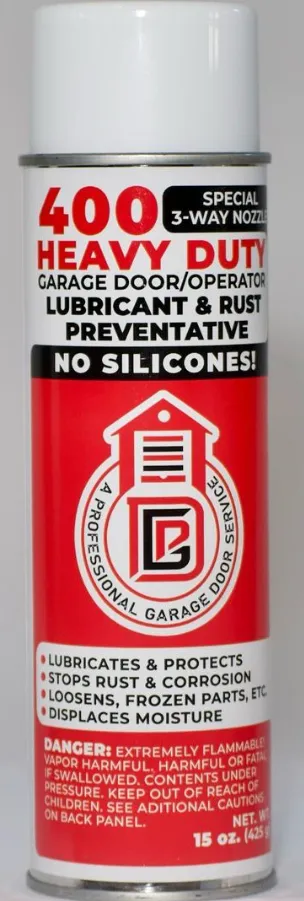 400
SPECIAL
3-WAY NOZZLE
HEAVY DUTY
GARAGE DOOR/OPERATOR
LUBRICANT & RUST
PREVENTATIVE
NO SILICONES!
A PROFESSIONAL GARAGE DOOR SERVICE
• LUBRICATES & PROTECTS
• STOPS RUST & CORROSION
• LOOSENS, FROZEN PARTS, ETC.
• DISPLACES MOISTURE
DANGER: EXTREMELY FLAMMABLE!
VAPOR HARMFUL. HARMFUL OR FATAL
IF SWALLOWED. CONTENTS UNDER
PRESSURE. KEEP OUT OF REACH OF
CHILDREN. SEE ADITIONAL CAUTIONS
ON BACK PANEL.
NET. WT.
15 oz. (425 g)